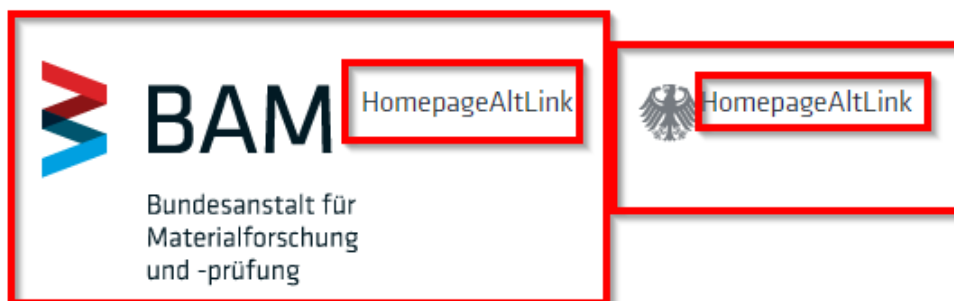 BAM
HomepageAltLink
HomepageAltLink
Bundesanstalt für
Materialforschung
und -prüfung